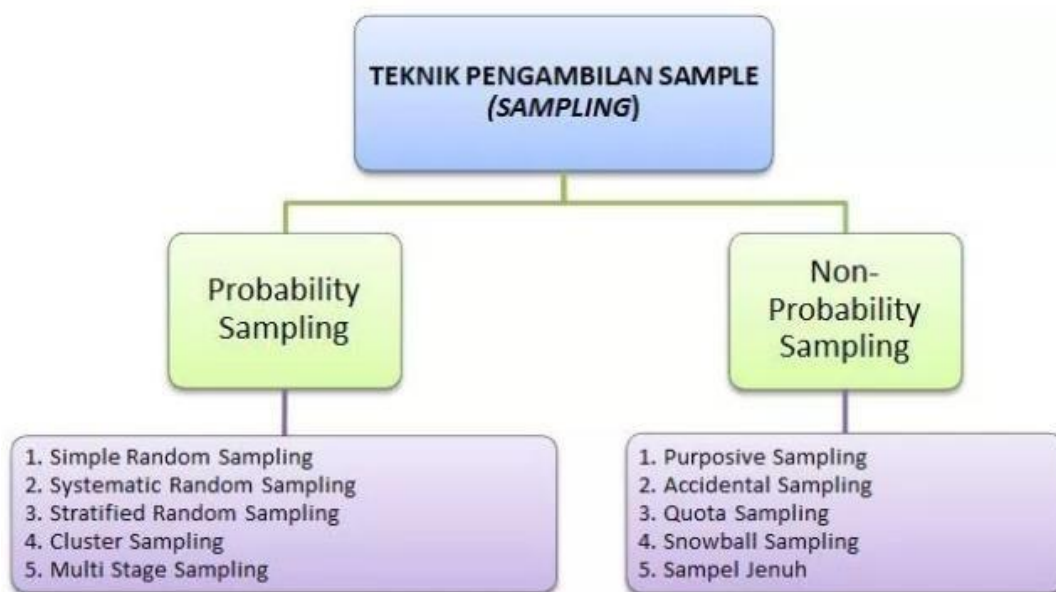 TEKNIK PENGAMBILAN SAMPLE
(SAMPLING)
Probability
Sampling
Non-
Probability
Sampling
1. Simple Random Sampling
2. Systematic Random Sampling
3. Stratified Random Sampling
4. Cluster Sampling
5. Multi Stage Sampling
1. Purposive Sampling
2. Accidental Sampling
3. Quota Sampling
4. Snowball Sampling
5. Sampel Jenuh